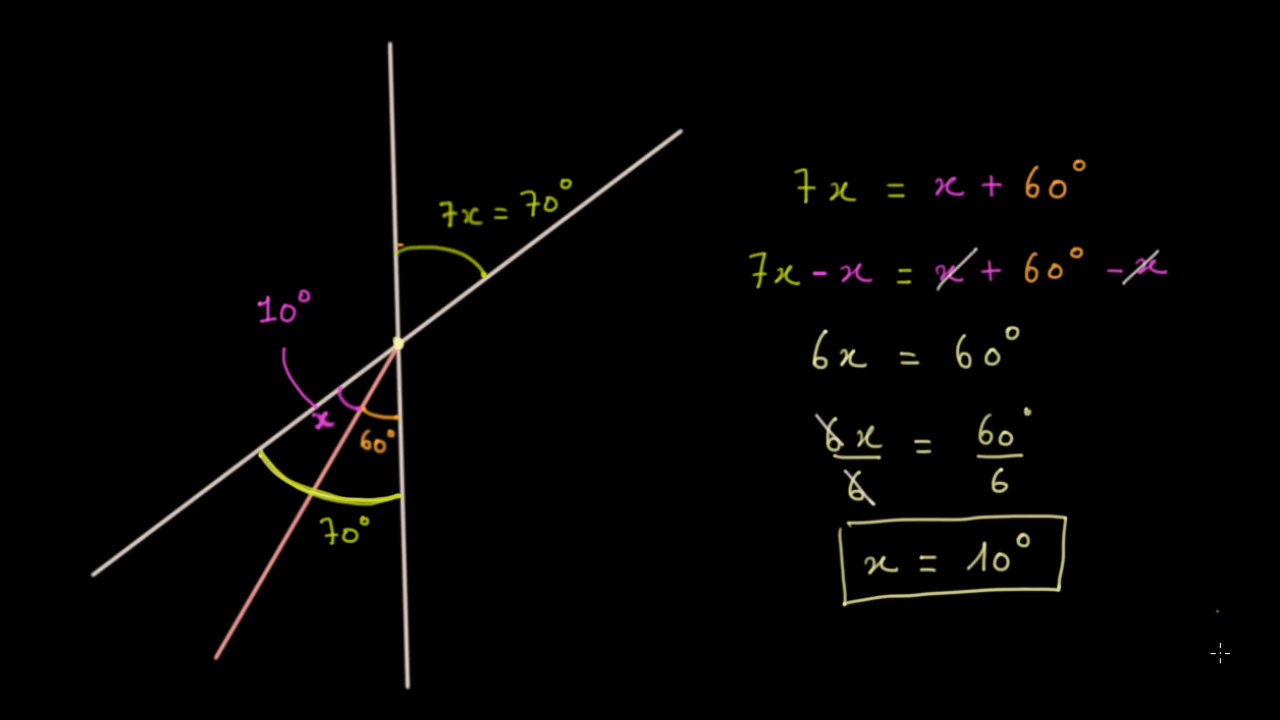 7x = 70°
10°
x
60°
70°
7x = x + 60°
7x - x = x + 60° - x
6x = 60°
6x/6 = 60°/6
x = 10°